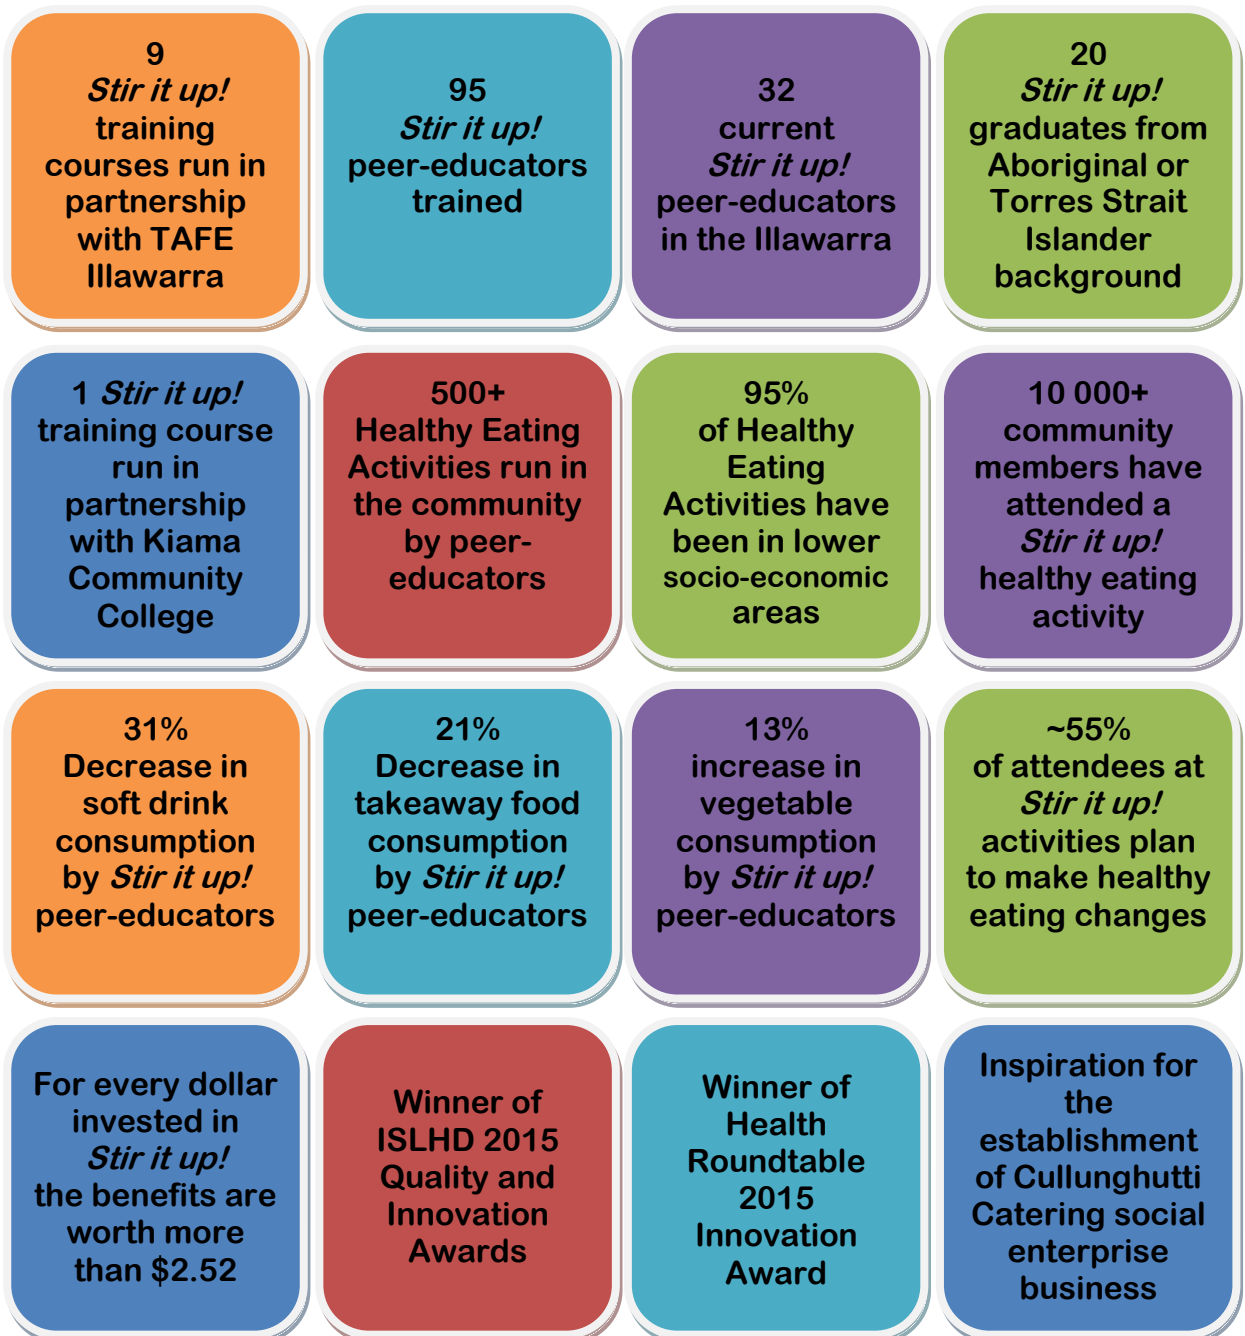 9
Stir it up!
training
courses run in
partnership
with TAFE
Illawarra
95
Stir it up!
peer-educators
trained
32
current
Stir it up!
peer-educators
in the Illawarra
20
Stir it up!
graduates from
Aboriginal or
Torres Strait
Islander
background
1 Stir it up!
training course
run in
partnership
with Kiama
Community
College
500+
Healthy Eating
Activities run in
the community
by peer-
educators
95%
of Healthy
Eating
Activities have
been in lower
socio-economic
areas
10 000+
community
members have
attended a
Stir it up!
healthy eating
activity
31%
Decrease in
soft drink
consumption
by Stir it up!
peer-educators
21%
Decrease in
takeaway food
consumption
by Stir it up!
peer-educators
13%
increase in
vegetable
consumption
by Stir it up!
peer-educators
~55%
of attendees at
Stir it up!
activities plan
to make healthy
eating changes
For every dollar
invested in
Stir it up!
the benefits are
worth more
than $2.52
Winner of
ISLHD 2015
Quality and
Innovation
Awards
Winner of
Health
Roundtable
2015
Innovation
Award
Inspiration for
the
establishment
of Cullunghutti
Catering social
enterprise
business